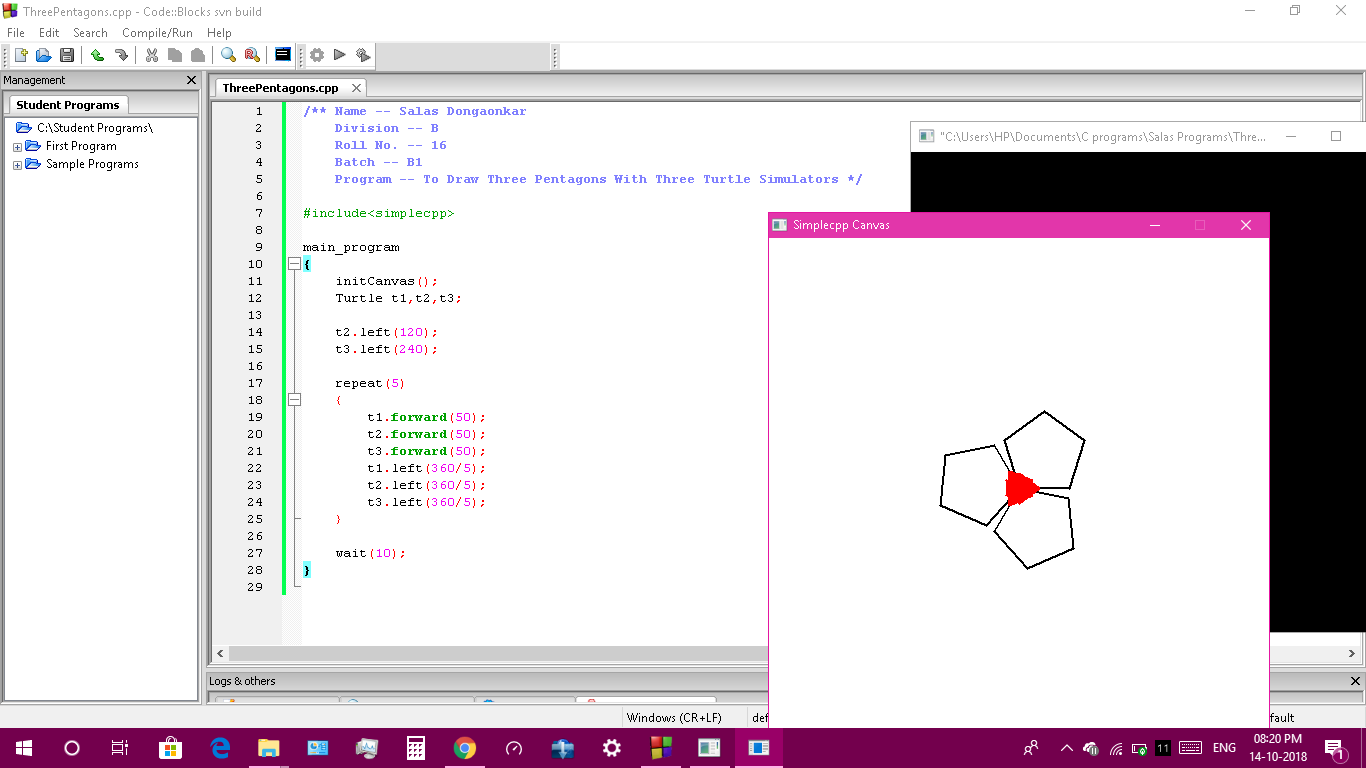 ThreePentagons.cpp - Code::Blocks svn build
File Edit Search Compile/Run Help
Management
Student Programs
C:\Student Programs\
First Program
Sample Programs
ThreePentagons.cpp
1 /** Name -- Salas Dongaonkar
2 Division -- B
3 Roll No. -- 16
4 Batch -- B1
5 Program -- To Draw Three Pentagons With Three Turtle Simulators */
6
7 #include<simplecpp>
8
9 main_program
10 {
11 initCanvas();
12 Turtle t1,t2,t3;
13
14 t2.left(120);
15 t3.left(240);
16
17 repeat(5)
18 {
19 t1.forward(50);
20 t2.forward(50);
21 t3.forward(50);
22 t1.left(360/5);
23 t2.left(360/5);
24 t3.left(360/5);
25 }
26
27 wait(10);
28 }
29
"C:\Users\HP\Documents\C programs\Salas Programs\Thre...
Simplecpp Canvas
Logs & others
Windows (CR+LF) def fault
11 ENG 08:20 PM
14-10-2018
1